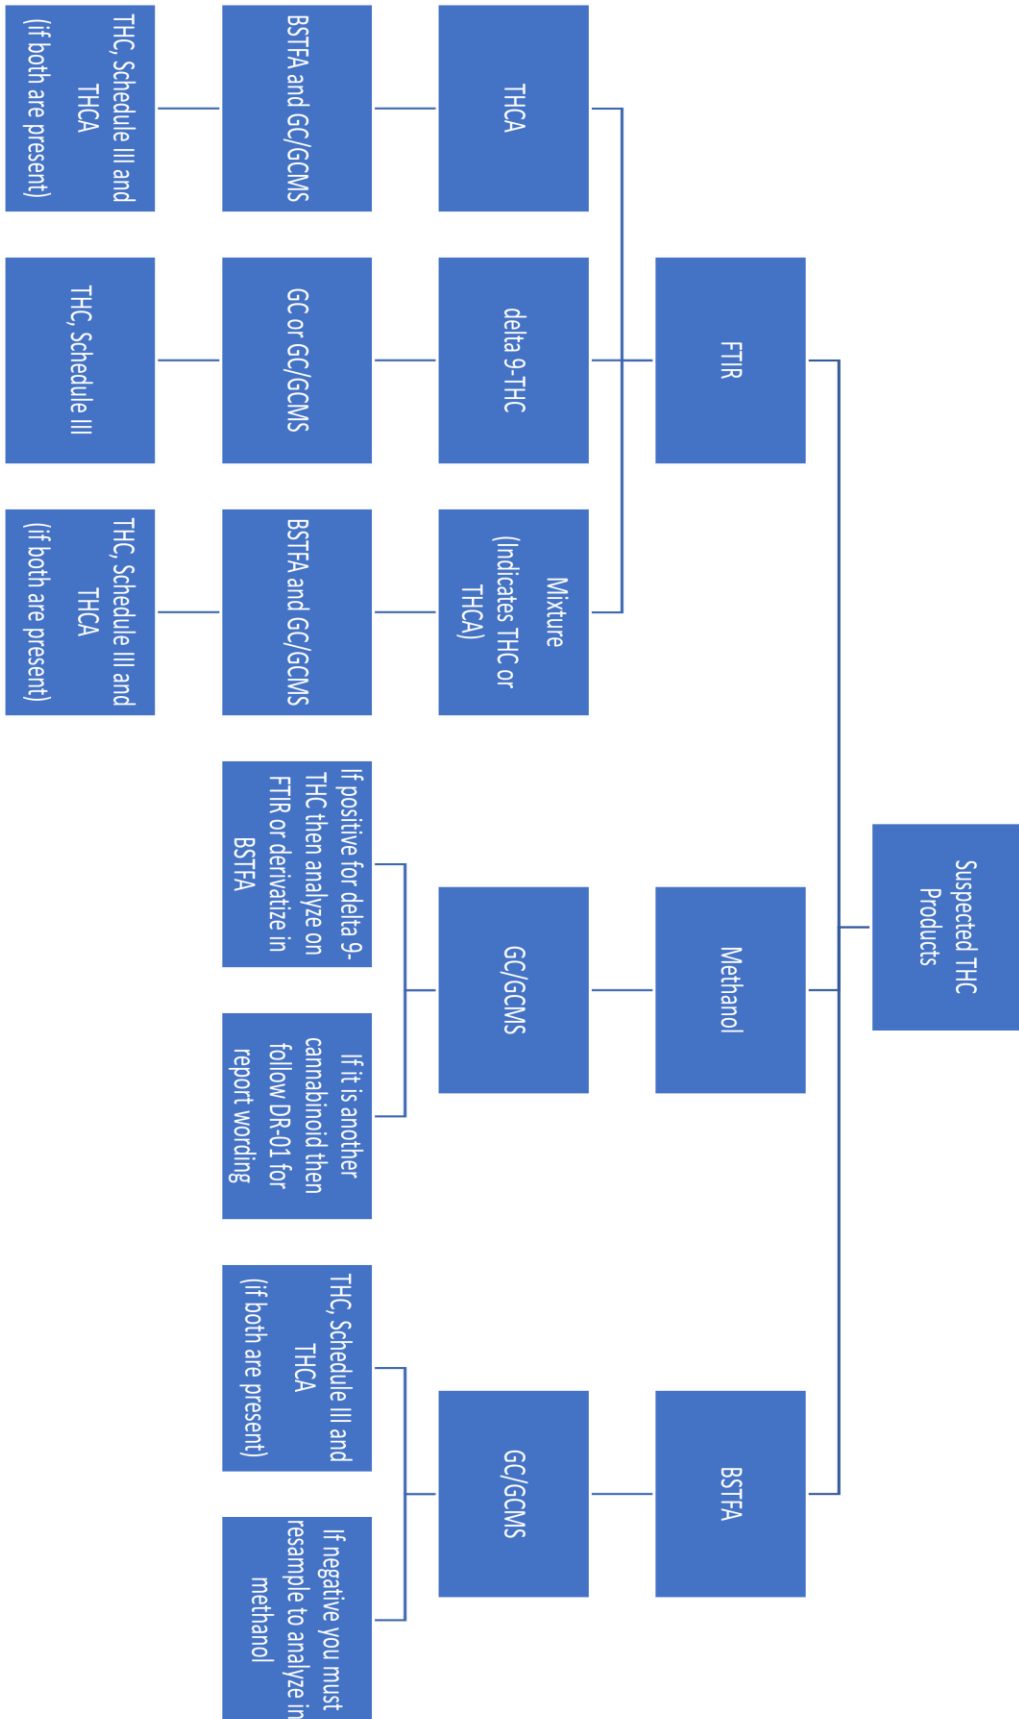 Suspected THC
Products
FTIR
Methanol
BSTFA
THCA
delta 9-THC
Mixture
(Indicates THC or
THCA)
GC/GCMS
GC/GCMS
BSTFA and GC/GCMS
GC or GC/GCMS
BSTFA and GC/GCMS
If positive for delta 9-
THC then analyze on
FTIR or derivatize in
BSTFA
If it is another
cannabinoid then
follow DR-01 for
report wording
THC, Schedule III and
THCA
(if both are present)
If negative you must
resample to analyze in
methanol
THC, Schedule III and
THCA
(if both are present)
THC, Schedule III
THC, Schedule III and
THCA
(if both are present)